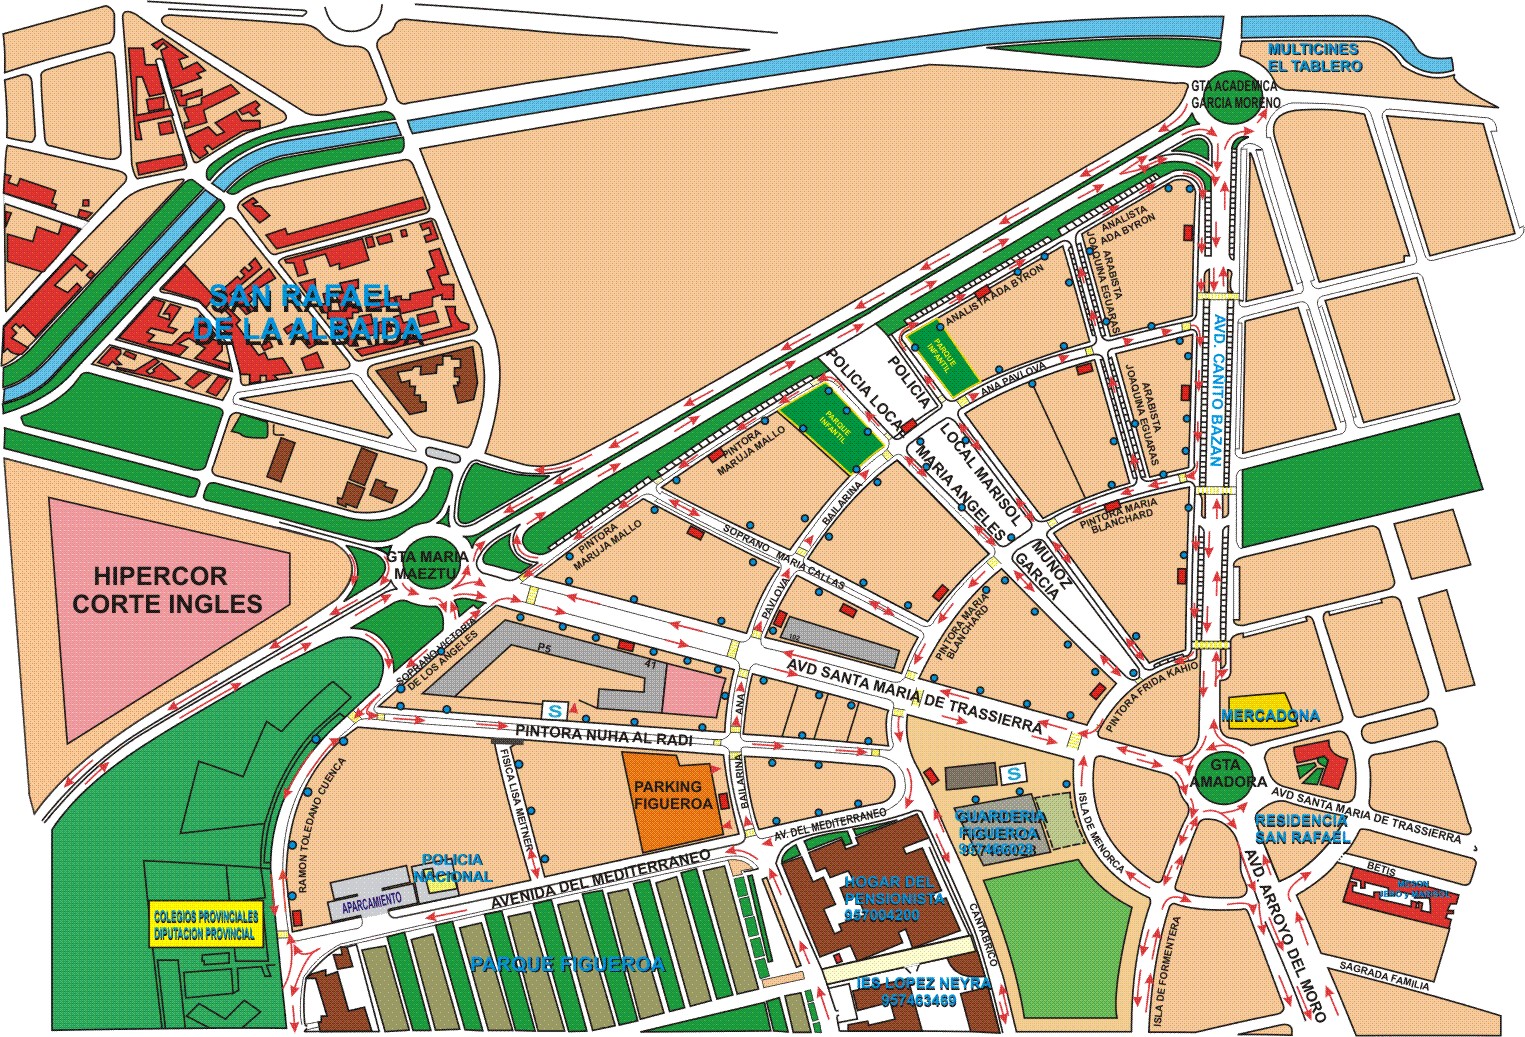 MULTICINES
EL TABLERO
GTA ACADEMICA
GARCIA MORENO
SAN RAFAEL
DE LA ALBAIDA
ANALISTA
ADA BYRON
ARABISTA
JOAQUINA EGUARAS
ANALISTA ADA BYRON
AVD. CANITO BAZAN
PARQUE
INFANTIL
POLICIA LOCAL
POLICIA
ANA PAVLOVA
ARABISTA
JOAQUINA EGUARAS
PARQUE
INFANTIL
PINTORA
MARUJA MALLO
LOCAL MARISOL
MARIA ANGELES
BAILARINA
PINTORA MARIA
BLANCHARD
HIPERCOR
CORTE INGLES
GTA MARIA
MAEZTU
PINTORA
MARUJA MALLO
SOPRANO MARIA CALLAS
MUÑOZ
GARCIA
PAVLOVA
PINTORA MARIA
BLANCHARD
SOPRANO VICTORIA
DE LOS ANGELES
P5
41
102
AVD SANTA MARIA DE TRASSIERRA
PINTORA FRIDA KAHIO
S
ANA
PINTORA NUHA AL RADI
MERCADONA
RAMON TOLEDANO CUENCA
FISICA LISA MEITNER
PARKING
FIGUEROA
BAILARINA
S
GTA
AMADORA
AVD SANTA MARIA DE TRASSIERRA
AV. DEL MEDITERRANEO
GUARDERIA
FIGUEROA
957466028
ISLA DE MENORCA
RESIDENCIA
SAN RAFAEL
POLICIA
NACIONAL
APARCAMIENTO
AVENIDA DEL MEDITERRANEO
HOGAR DEL
PENSIONISTA
957004200
AVD ARROYO DEL MORO
BETIS
COLEGIOS PROVINCIALES
DIPUTACION PROVINCIAL
CANTABRICO
ISLA DE FORMENTERA
PARQUE FIGUEROA
IES LOPEZ NEYRA
957463469
SAGRADA FAMILIA